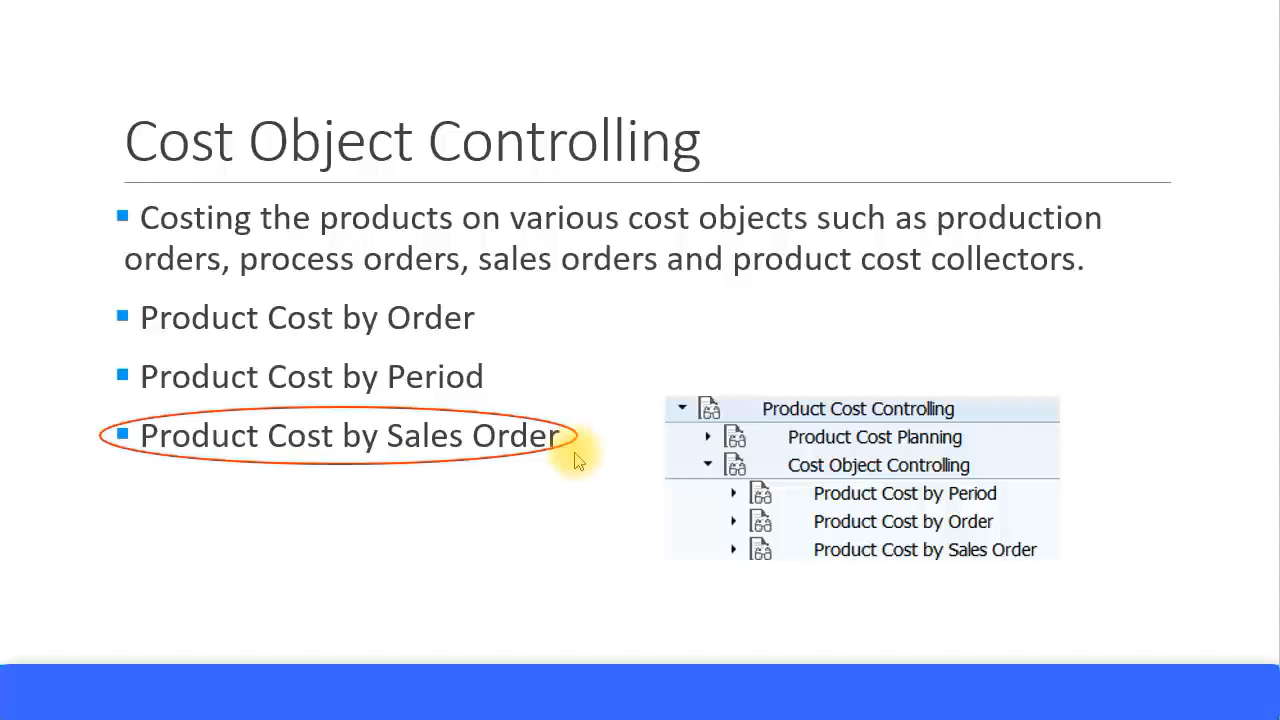 Cost Object Controlling
Costing the products on various cost objects such as production
orders, process orders, sales orders and product cost collectors.
Product Cost by Order
Product Cost by Period
Product Cost by Sales Order
Product Cost Controlling
Product Cost Planning
Cost Object Controlling
Product Cost by Period
Product Cost by Order
Product Cost by Sales Order